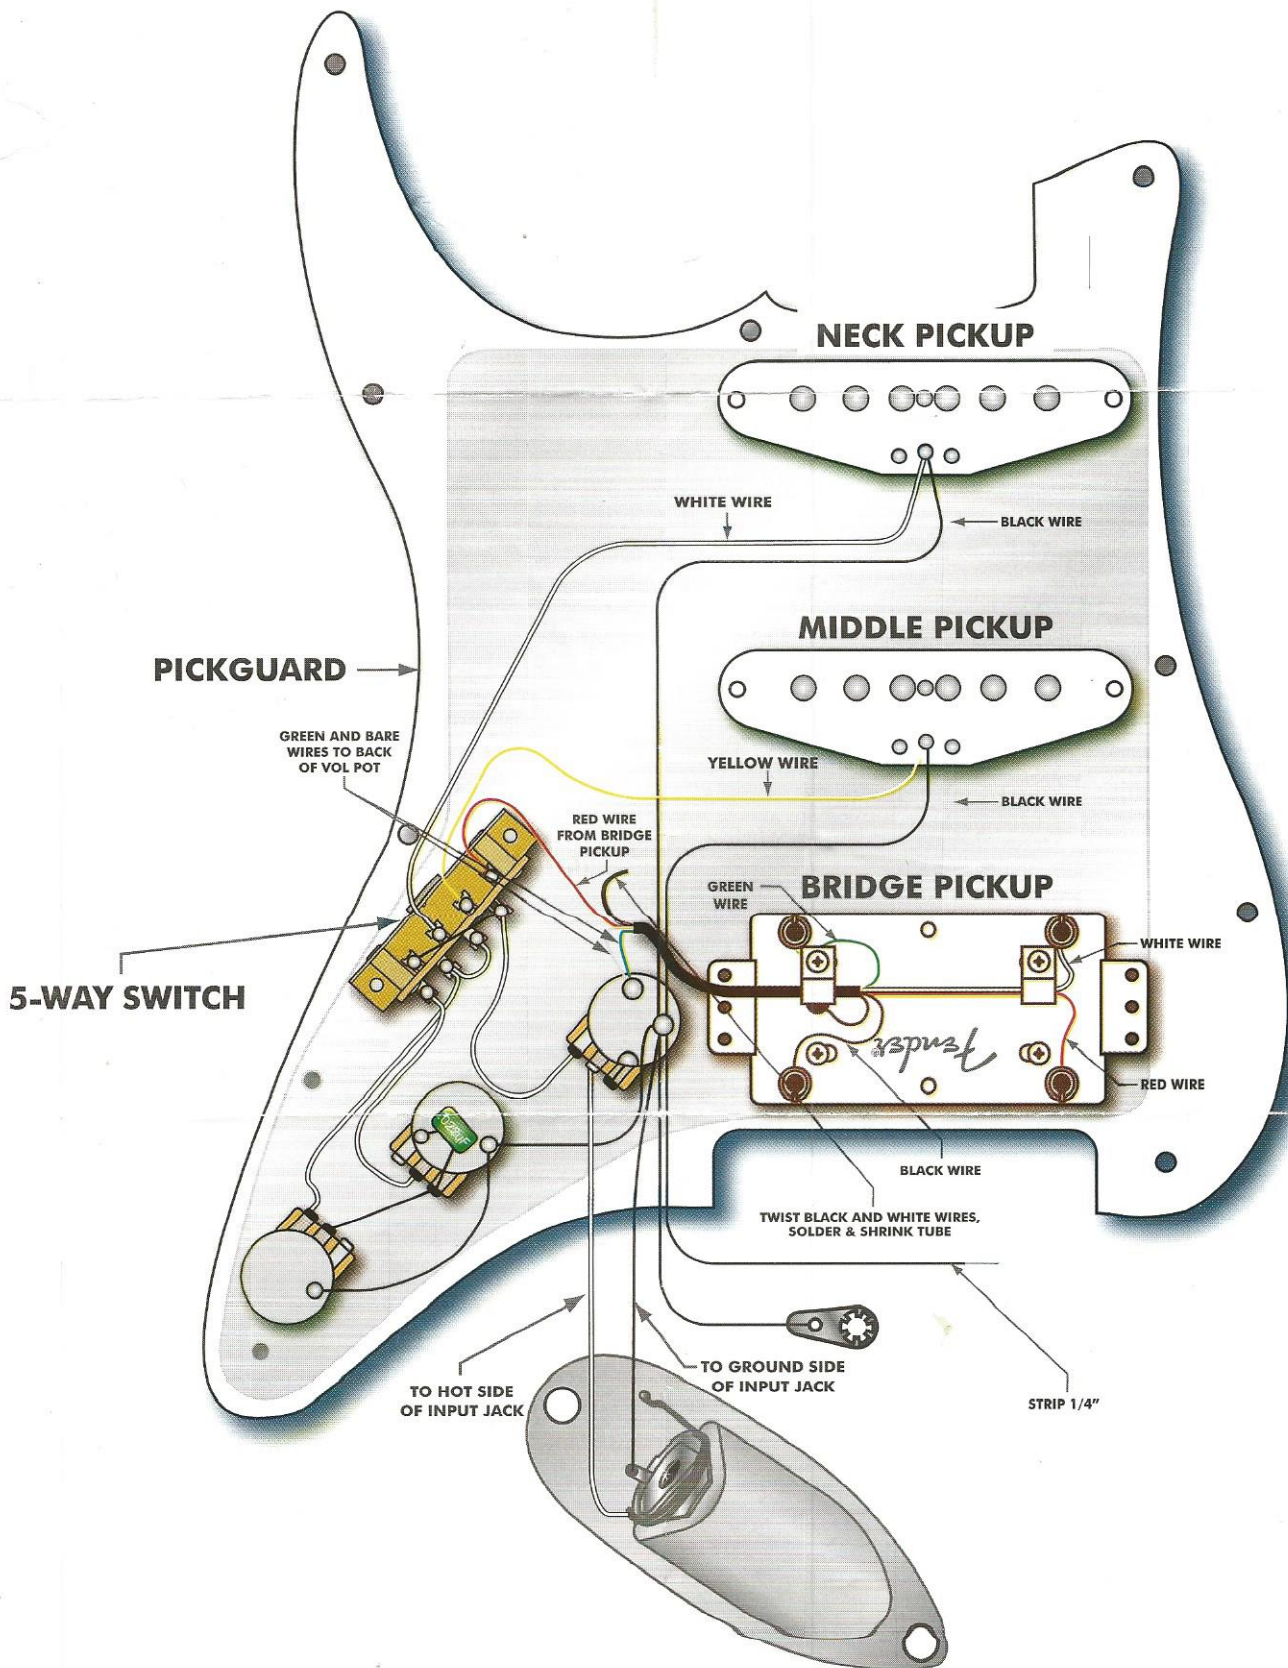 NECK PICKUP
WHITE WIRE
BLACK WIRE
MIDDLE PICKUP
PICKGUARD
GREEN AND BARE
WIRES TO BACK
OF VOL POT
YELLOW WIRE
BLACK WIRE
RED WIRE
FROM BRIDGE
PICKUP
GREEN
WIRE
BRIDGE PICKUP
WHITE WIRE
5-WAY SWITCH
Fender
RED WIRE
BLACK WIRE
TWIST BLACK AND WHITE WIRES,
SOLDER & SHRINK TUBE
TO HOT SIDE
OF INPUT JACK
TO GROUND SIDE
OF INPUT JACK
STRIP 1/4"